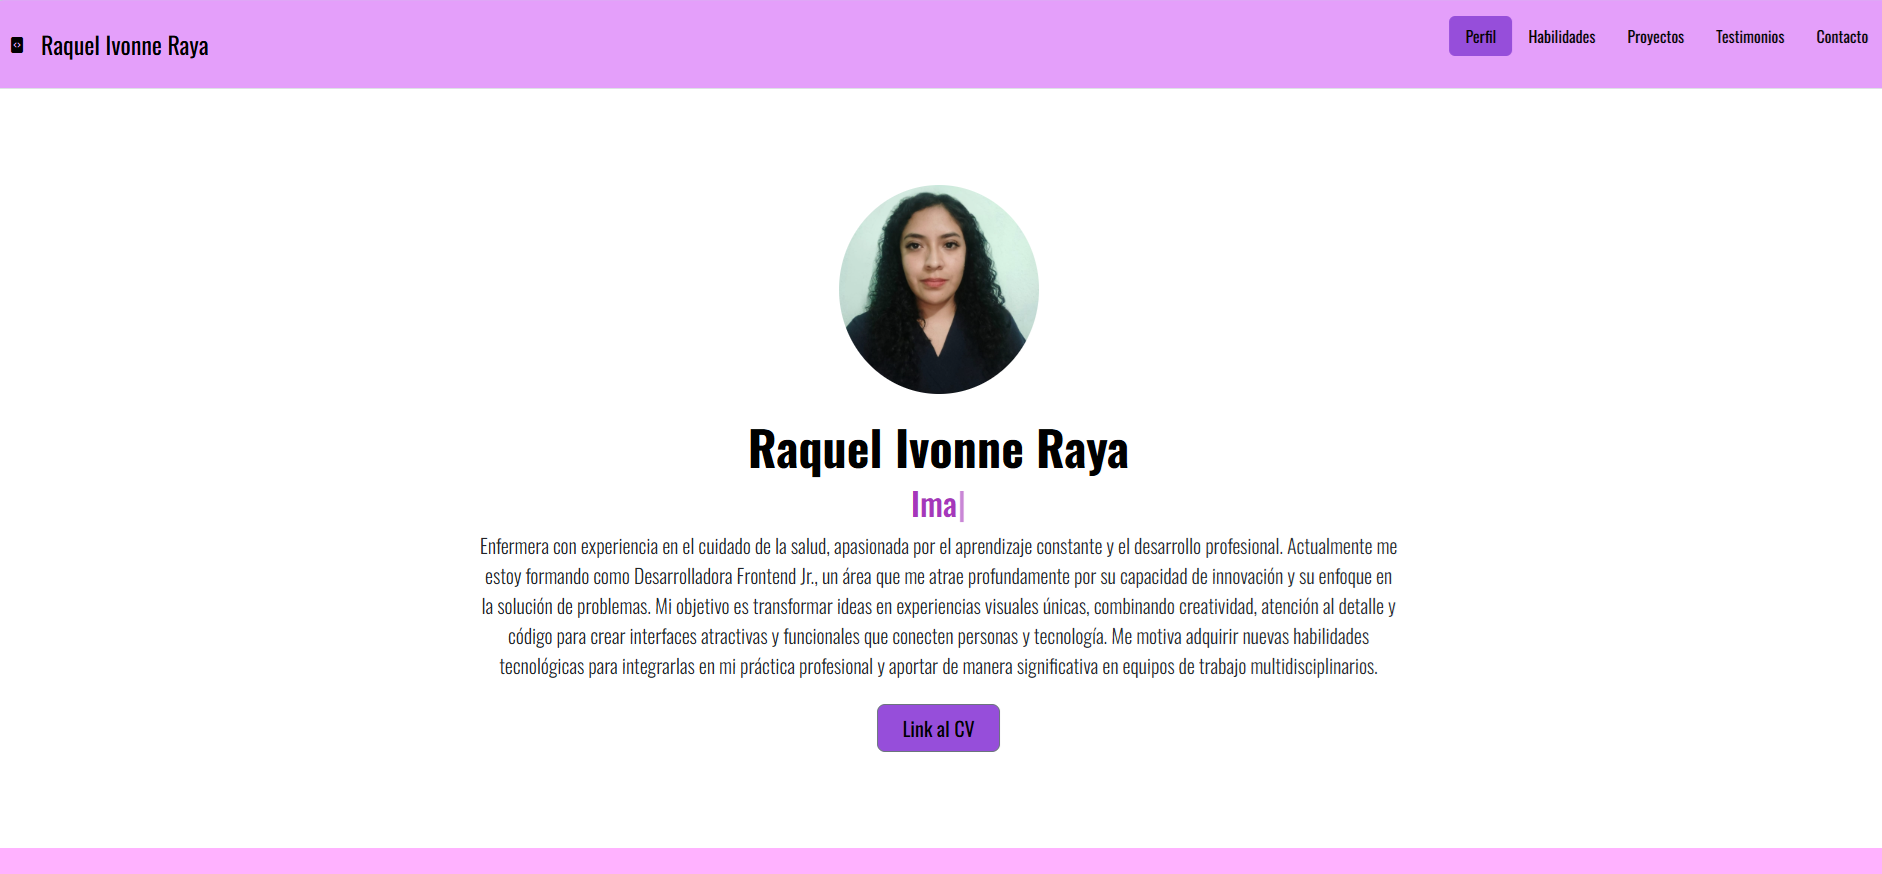 Raquel Ivonne Raya
Perfil Habilidades Proyectos Testimonios Contacto
Raquel Ivonne Raya
Ima|
Enfermera con experiencia en el cuidado de la salud, apasionada por el aprendizaje constante y el desarrollo profesional. Actualmente me
estoy formando como Desarrolladora Frontend Jr., un área que me atrae profundamente por su capacidad de innovación y su enfoque en
la solución de problemas. Mi objetivo es transformar ideas en experiencias visuales únicas, combinando creatividad, atención al detalle y
código para crear interfaces atractivas y funcionales que conecten personas y tecnología. Me motiva adquirir nuevas habilidades
tecnológicas para integrarlas en mi práctica profesional y aportar de manera significativa en equipos de trabajo multidisciplinarios.
Link al CV